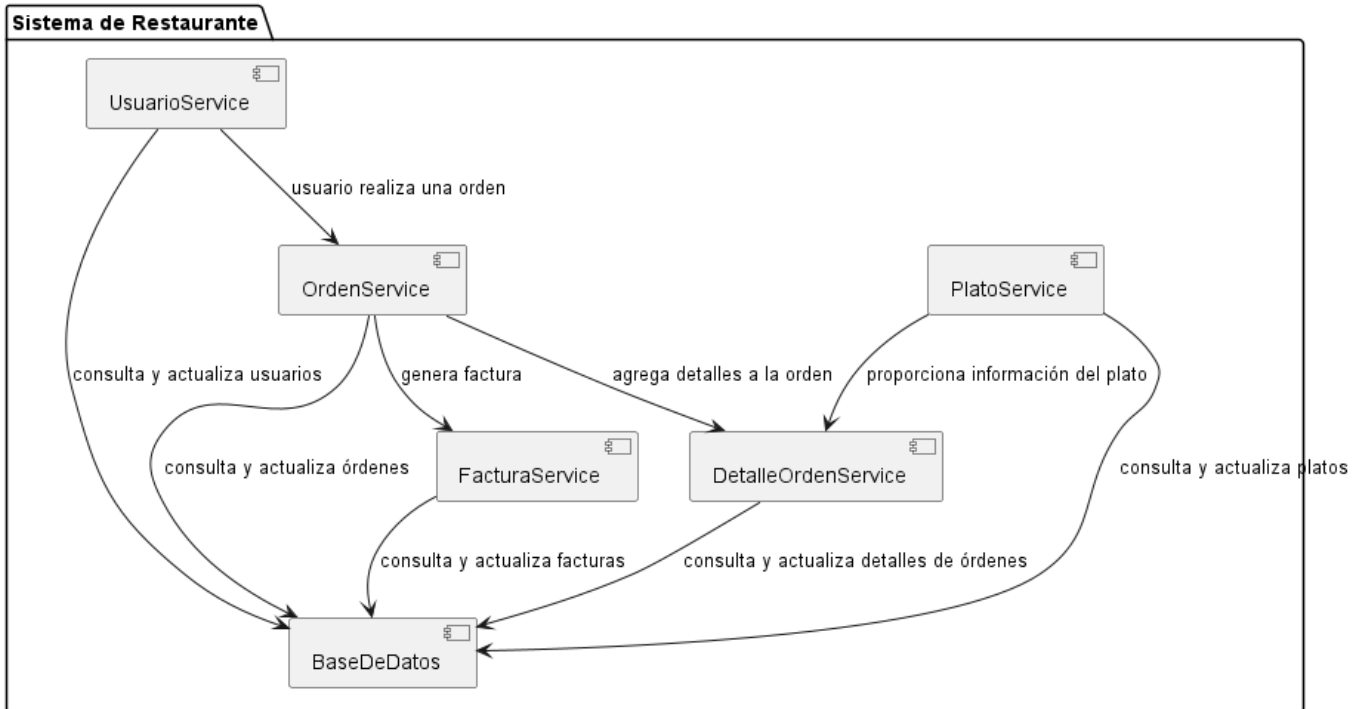 Sistema de Restaurante
UsuarioService
usuario realiza una orden
OrdenService
PlatoService
consulta y actualiza usuarios
genera factura
agrega detalles a la orden
proporciona información del plato
consulta y actualiza órdenes
FacturaService
DetalleOrdenService
consulta y actualiza platos
consulta y actualiza facturas
consulta y actualiza detalles de órdenes
BaseDeDatos